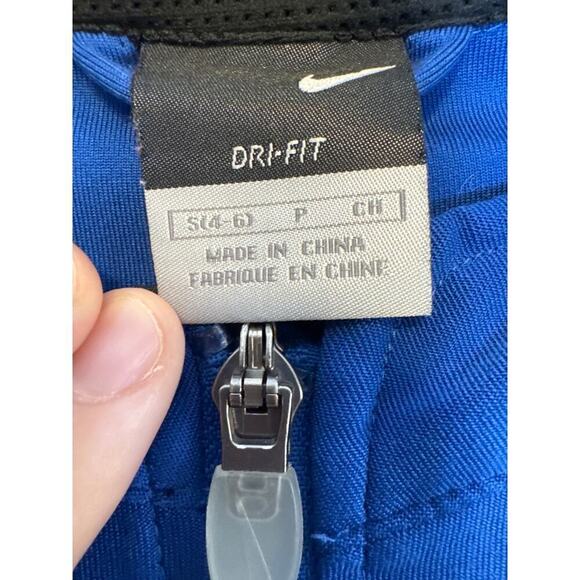 DRI-FIT
S(4-6) P CH
MADE IN CHINA
FABRIQUE EN CHINE